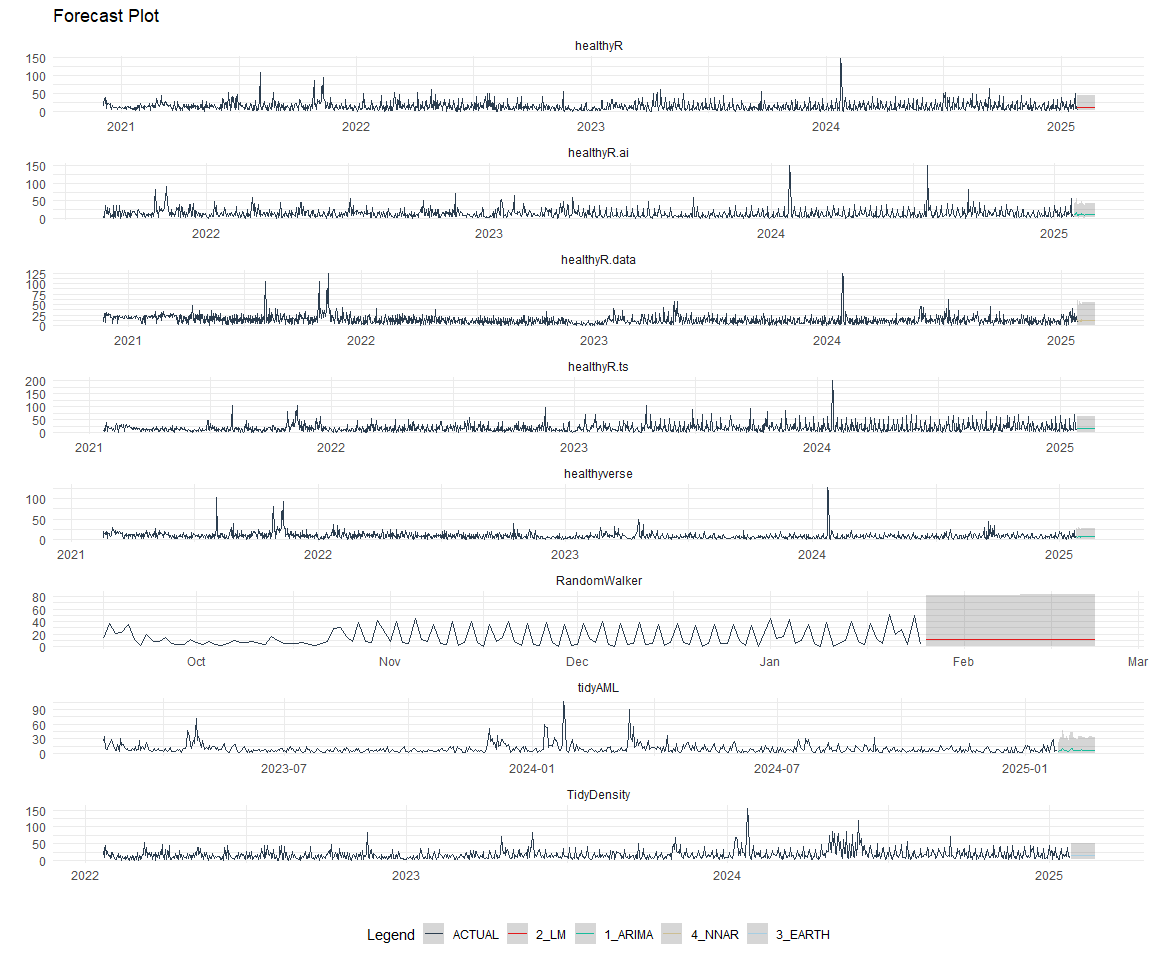 Forecast Plot
healthyR
150
100
50
0
2021 2022 2023 2024 2025
healthyR.ai
150
100
50
0
2022 2023 2024 2025
healthyR.data
125
100
75
50
25
0
2021 2022 2023 2024 2025
healthyR.ts
200
150
100
50
0
2021 2022 2023 2024 2025
healthyverse
100
50
0
2021 2022 2023 2024 2025
RandomWalker
80
60
40
20
0
Oct Nov Dec Jan Feb Mar
tidyAML
90
60
30
0
2023-07 2024-01 2024-07 2025-01
TidyDensity
150
100
50
0
2022 2023 2024 2025
Legend ACTUAL 2_LM 1_ARIMA 4_NNAR 3_EARTH